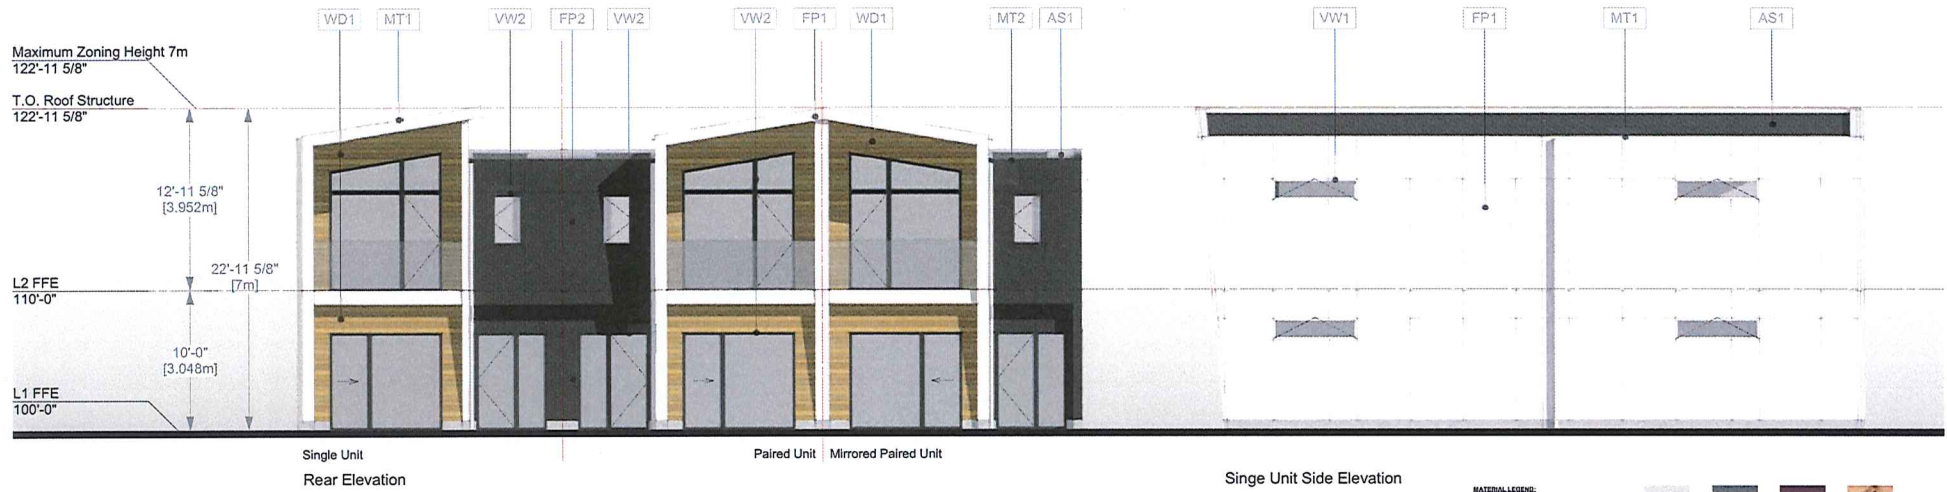 WD1 MT1 VW2 FP2 VW2 VW2 FP1 WD1 MT2 AS1 VW1 FP1 MT1 AS1
Maximum Zoning Height 7m
122'-11 5/8"
T.O. Roof Structure
122'-11 5/8"
12'-11 5/8"
[3.952m]
22'-11 5/8"
[7m]
L2 FFE
110'-0"
10'-0"
[3.048m]
L1 FFE
100'-0"
Single Unit Paired Unit Mirrored Paired Unit
Rear Elevation
Singe Unit Side Elevation
MATERIAL LEGEND: